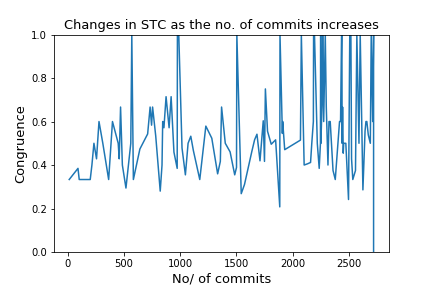 Changes in STC as the no. of commits increases
1.0
0.8
0.6
0.4
0.2
0.0
Congruence
0 500 1000 1500 2000 2500
No/ of commits